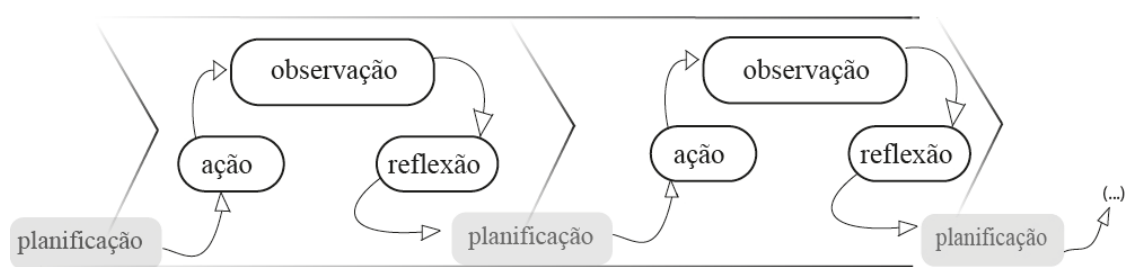 planificação
ação
observação
reflexão
planificação
ação
observação
reflexão
planificação
(...)